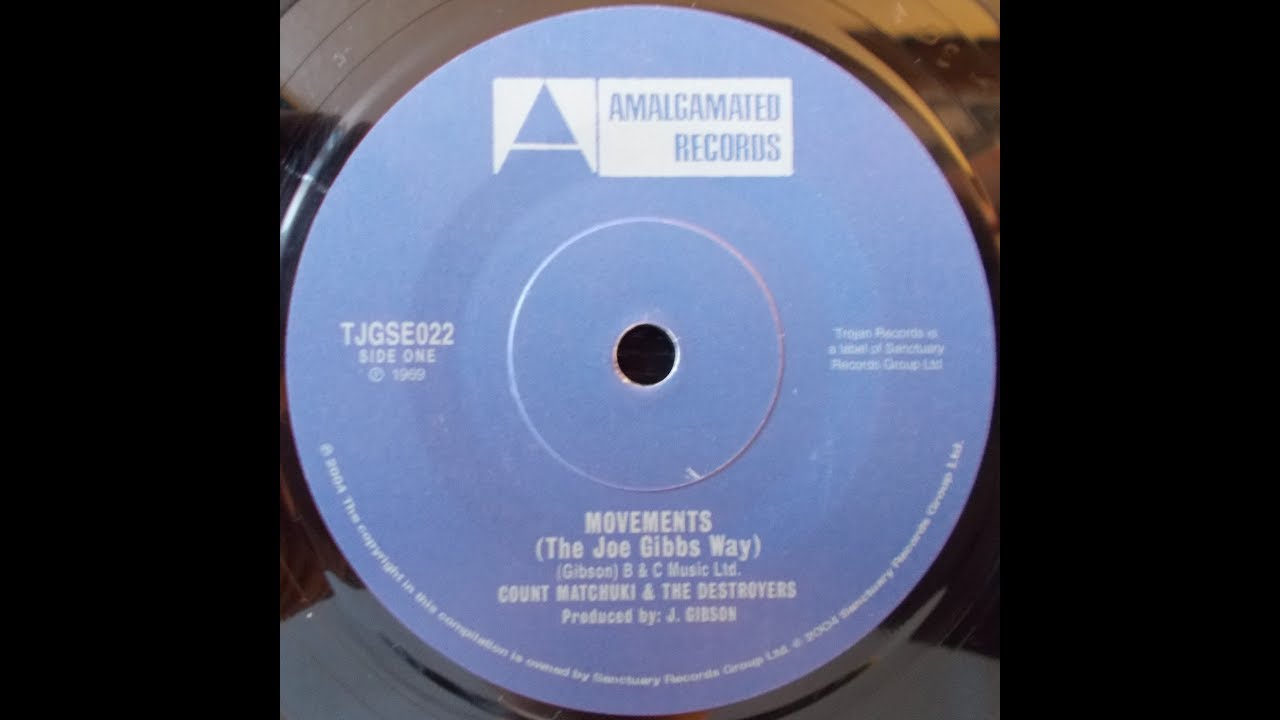 A
AMALGAMATED
RECORDS
TJGSE022
SIDE ONE
℗ 1969
Trojan Records is
a label of Sanctuary
Records Group Ltd
MOVEMENTS
(The Joe Gibbs Way)
(Gibson) B & C Music Ltd.
COUNT MATCHUKI & THE DESTROYERS
Produced by: J. GIBSON
℗ 2004 The copyright in this compilation is owned by Sanctuary Records Group Ltd. © 2004 Sanctuary Records Group Ltd.